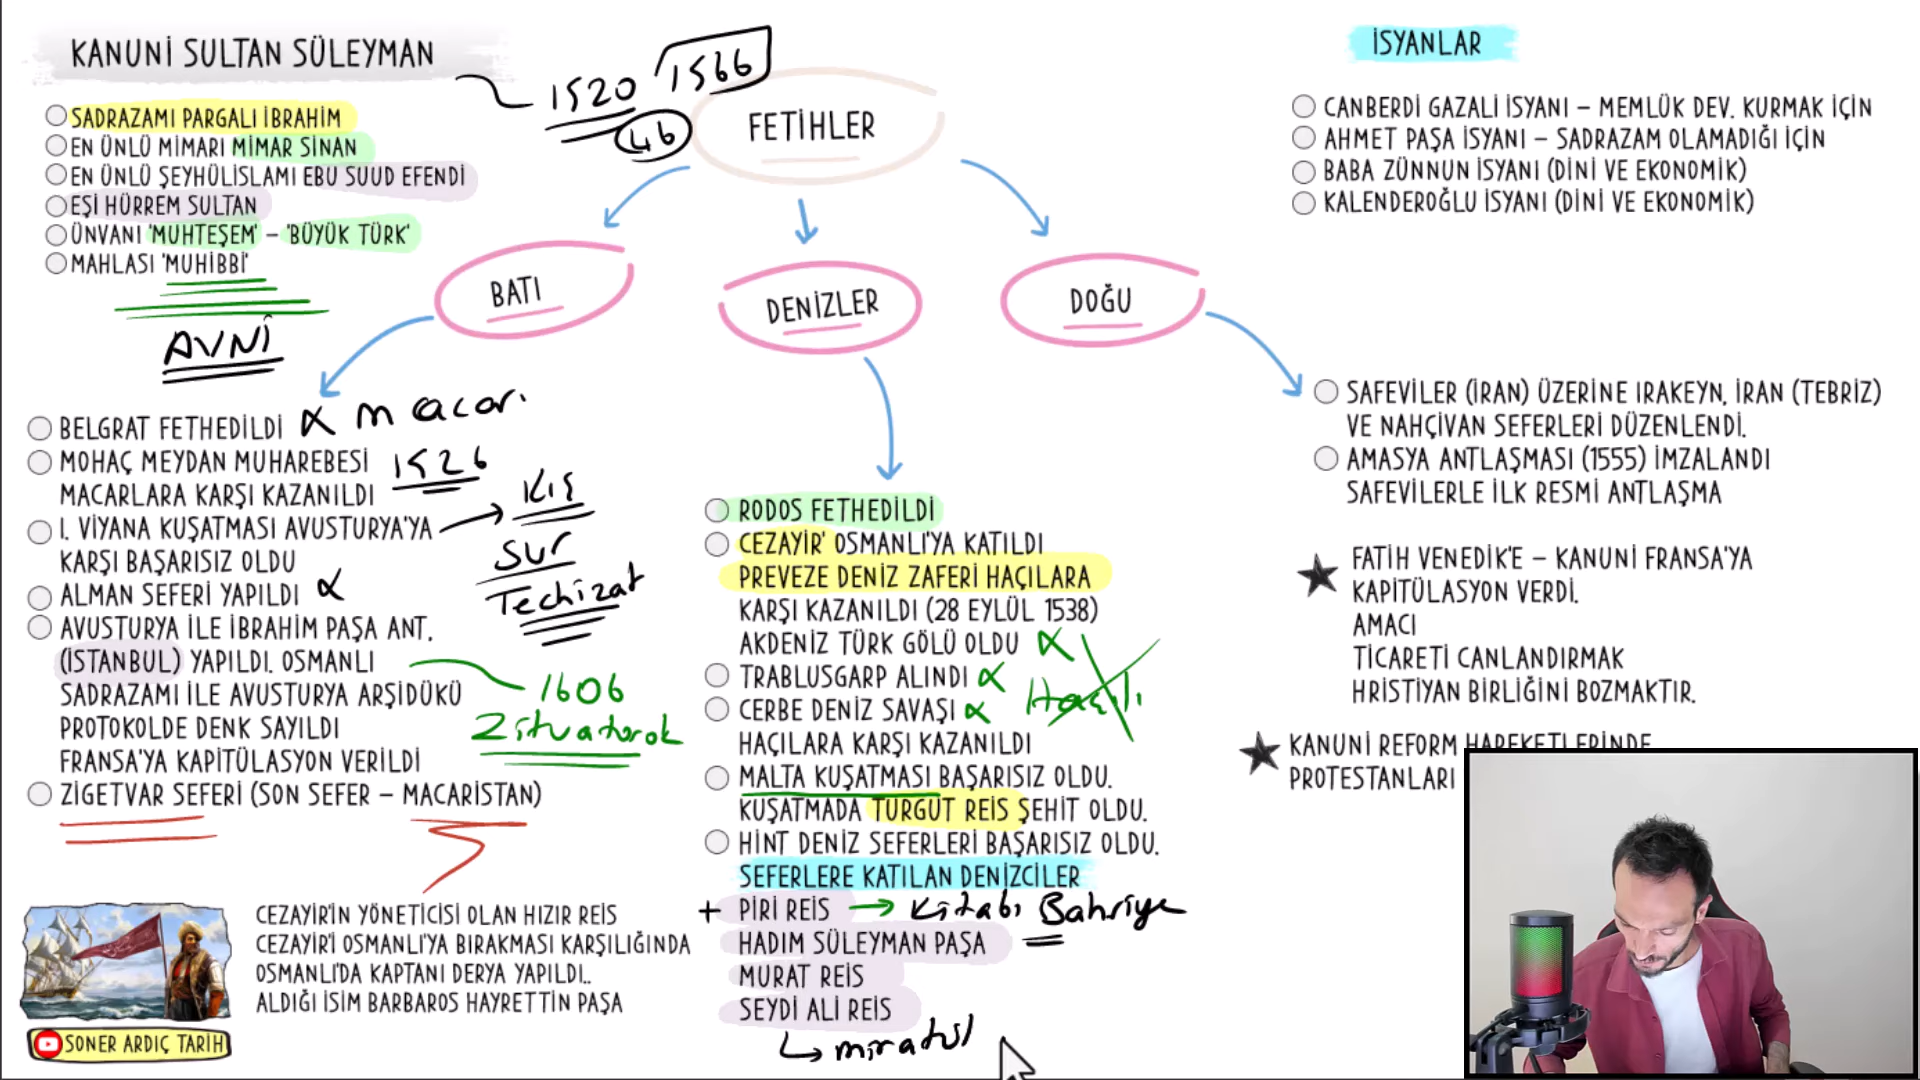 KANUNİ SULTAN SÜLEYMAN
1520 1566
46
SADRAZAMI PARGALI İBRAHİM
EN ÜNLÜ MİMARI MİMAR SİNAN
EN ÜNLÜ ŞEYHÜLİSLAMI EBU SUUD EFENDİ
EŞİ HÜRREM SULTAN
ÜNVANI 'MUHTEŞEM' – 'BÜYÜK TÜRK'
MAHLASI 'MUHİBBİ'
AVNÎ
FETİHLER
BATI
DENİZLER
DOĞU
İSYANLAR
CANBERDİ GAZALİ İSYANI – MEMLÜK DEV. KURMAK İÇİN
AHMET PAŞA İSYANI – SADRAZAM OLAMADIĞI İÇİN
BABA ZÜNNUN İSYANI (DİNİ VE EKONOMİK)
KALENDEROĞLU İSYANI (DİNİ VE EKONOMİK)
BELGRAT FETHEDİLDİ macar
MOHAÇ MEYDAN MUHAREBESİ 1526
MACARLARA KARŞI KAZANILDI
I. VİYANA KUŞATMASI AVUSTURYA'YA
KARŞI BAŞARISIZ OLDU
Kış
Sur
Techizat
ALMAN SEFERİ YAPILDI
AVUSTURYA İLE İBRAHİM PAŞA ANT.
(İSTANBUL) YAPILDI. OSMANLI
SADRAZAMI İLE AVUSTURYA ARŞİDÜKÜ
PROTOKOLDE DENK SAYILDI
FRANSA'YA KAPİTÜLASYON VERİLDİ
1606
Zitvatorok
ZİGETVAR SEFERİ (SON SEFER – MACARİSTAN)
CEZAYİR'İN YÖNETİCİSİ OLAN HIZIR REİS
CEZAYİR'İ OSMANLI'YA BIRAKMASI KARŞILIĞINDA
OSMANLI'DA KAPTANI DERYA YAPILDI..
ALDIĞI İSİM BARBAROS HAYRETTİN PAŞA
SONER ARDIÇ TARİH
RODOS FETHEDİLDİ
CEZAYİR' OSMANLI'YA KATILDI
PREVEZE DENİZ ZAFERİ HAÇILARA
KARŞI KAZANILDI (28 EYLÜL 1538)
AKDENİZ TÜRK GÖLÜ OLDU
TRABLUSGARP ALINDI
Haçlı
CERBE DENİZ SAVAŞI
HAÇILARA KARŞI KAZANILDI
MALTA KUŞATMASI BAŞARISIZ OLDU.
KUŞATMADA TURGUT REİS ŞEHİT OLDU.
HİNT DENİZ SEFERLERİ BAŞARISIZ OLDU.
SEFERLERE KATILAN DENİZCİLER
+ PİRİ REİS → Kitabı Bahriye
HADIM SÜLEYMAN PAŞA
MURAT REİS
SEYDİ ALİ REİS
miratül
SAFEVİLER (İRAN) ÜZERİNE IRAKEYN, İRAN (TEBRİZ)
VE NAHÇİVAN SEFERLERİ DÜZENLENDİ.
AMASYA ANTLAŞMASI (1555) İMZALANDI
SAFEVİLERLE İLK RESMİ ANTLAŞMA
FATİH VENEDİK'E – KANUNİ FRANSA'YA
KAPİTÜLASYON VERDİ.
AMACI
TİCARETİ CANLANDIRMAK
HRİSTİYAN BİRLİĞİNİ BOZMAKTIR.
KANUNİ REFORM HAREKETLERİNDE
PROTESTANLARI